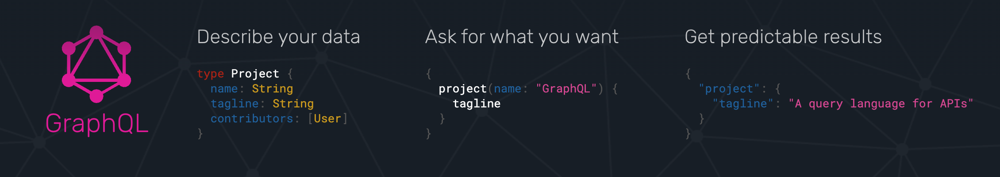 GraphQL
Describe your data
type Project {
  name: String
  tagline: String
  contributors: [User]
}
Ask for what you want
{
  project(name: "GraphQL") {
    tagline
  }
}
Get predictable results
{
  "project": {
    "tagline": "A query language for APIs"
  }
}